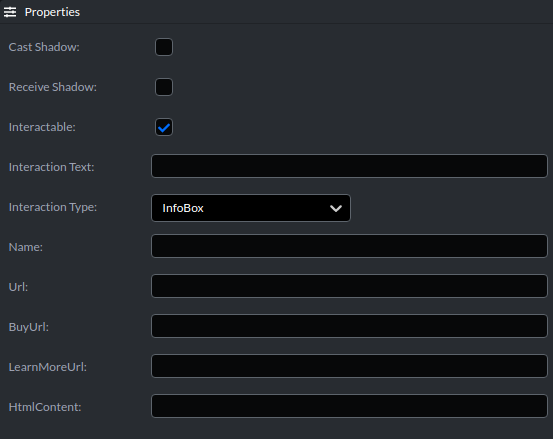 Properties
Cast Shadow:
Receive Shadow:
Interactable:
Interaction Text:
Interaction Type: InfoBox
Name:
Url:
BuyUrl:
LearnMoreUrl:
HtmlContent: